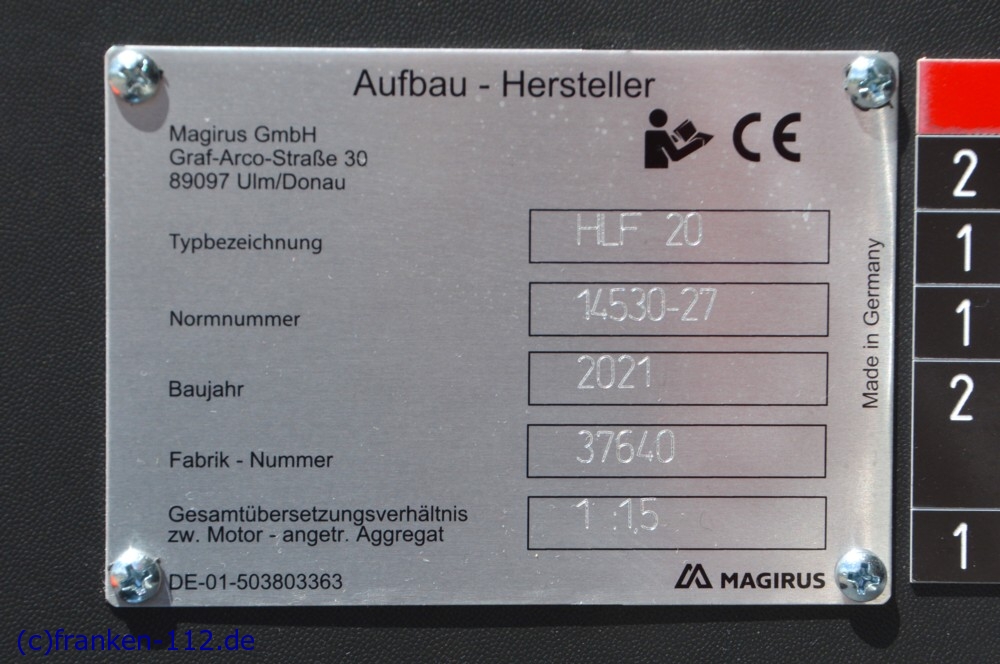 Aufbau - Hersteller
Magirus GmbH
Graf-Arco-Straße 30
89097 Ulm/Donau
CE
Typbezeichnung HLF 20
Normnummer 14530-27
Baujahr 2021
Fabrik - Nummer 37640
Gesamtübersetzungsverhältnis
zw. Motor - angetr. Aggregat 1 :1,5
DE-01-503803363
MAGIRUS
Made in Germany
2
1
1
2
1
(c)franken-112.de